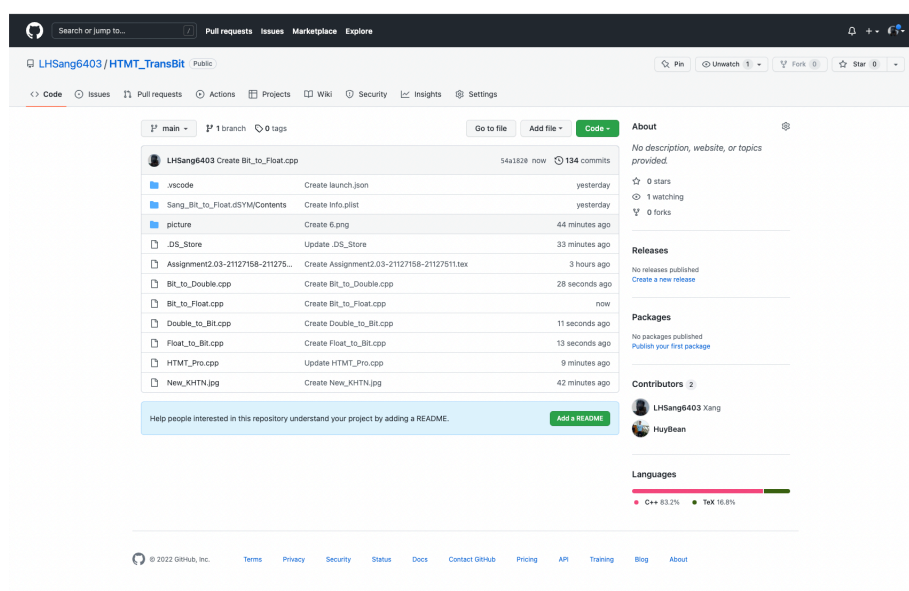 Search or jump to... /
Pull requests Issues Marketplace Explore
LHSang6403 / HTMT_TransBit Public
Pin Unwatch 1 Fork 0 Star 0
Code Issues Pull requests Actions Projects Wiki Security Insights Settings
main 1 branch 0 tags Go to file Add file Code
LHSang6403 Create Bit_to_Float.cpp 54a1820 now 134 commits
.vscode Create launch.json yesterday
Sang_Bit_to_Float.dSYM/Contents Create Info.plist yesterday
picture Create 6.png 44 minutes ago
.DS_Store Update .DS_Store 33 minutes ago
Assignment2.03-21127158-211275... Create Assignment2.03-21127158-21127511.tex 3 hours ago
Bit_to_Double.cpp Create Bit_to_Double.cpp 28 seconds ago
Bit_to_Float.cpp Create Bit_to_Float.cpp now
Double_to_Bit.cpp Create Double_to_Bit.cpp 11 seconds ago
Float_to_Bit.cpp Create Float_to_Bit.cpp 13 seconds ago
HTMT_Pro.cpp Update HTMT_Pro.cpp 9 minutes ago
New_KHTN.jpg Create New_KHTN.jpg 42 minutes ago
Help people interested in this repository understand your project by adding a README. Add a README
About
No description, website, or topics
provided.
0 stars
1 watching
0 forks
Releases
No releases published
Create a new release
Packages
No packages published
Publish your first package
Contributors 2
LHSang6403 Xang
HuyBean
Languages
C++ 83.2% TeX 16.8%
© 2022 GitHub, Inc. Terms Privacy Security Status Docs Contact GitHub Pricing API Training Blog About